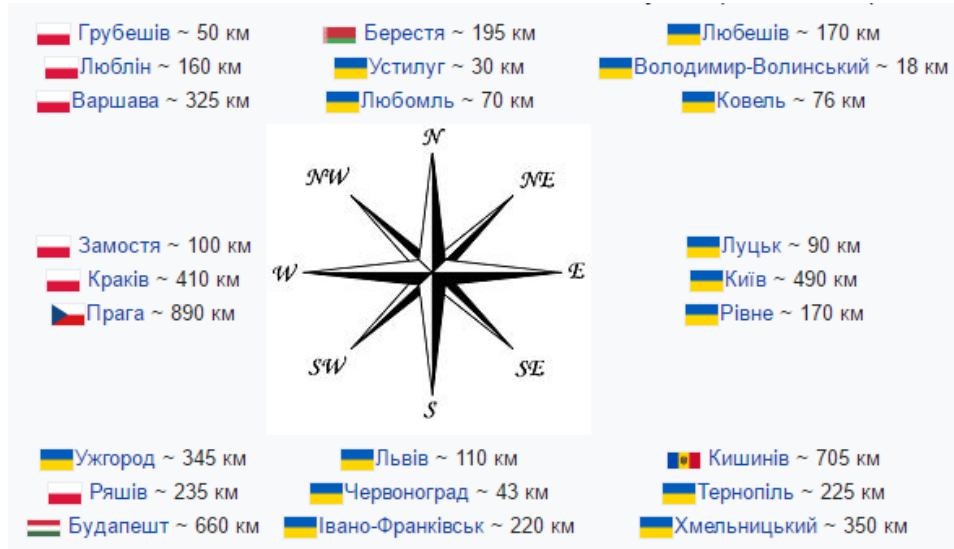 Грубешів ~ 50 км
Берестя ~ 195 км
Любешів ~ 170 км
Люблін ~ 160 км
Устилуг ~ 30 км
Володимир-Волинський ~ 18 км
Варшава ~ 325 км
Любомль ~ 70 км
Ковель ~ 76 км
N
NW
NE
Замостя ~ 100 км
Луцьк ~ 90 км
W
E
Краків ~ 410 км
Київ ~ 490 км
Прага ~ 890 км
Рівне ~ 170 км
SW
SE
S
Ужгород ~ 345 км
Львів ~ 110 км
Кишинів ~ 705 км
Ряшів ~ 235 км
Червоноград ~ 43 км
Тернопіль ~ 225 км
Будапешт ~ 660 км
Івано-Франківськ ~ 220 км
Хмельницький ~ 350 км